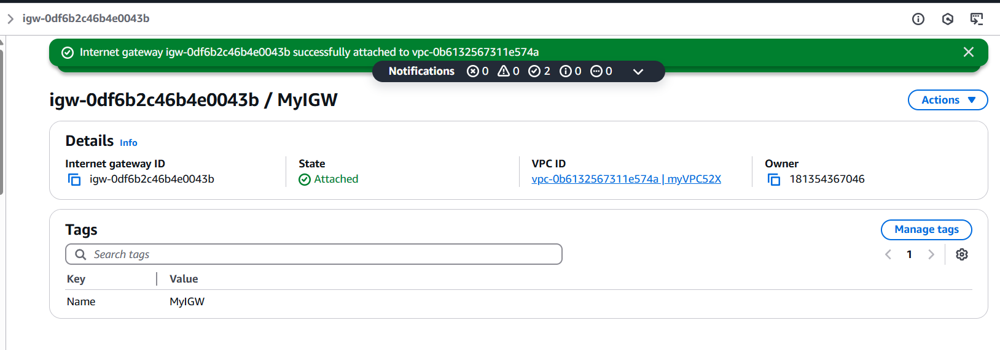 igw-0df6b2c46b4e0043b
Internet gateway igw-0df6b2c46b4e0043b successfully attached to vpc-0b6132567311e574a
Notifications 0 0 2 0 0
igw-0df6b2c46b4e0043b / MyIGW
Actions
Details Info
Internet gateway ID
igw-0df6b2c46b4e0043b
State
Attached
VPC ID
vpc-0b6132567311e574a | myVPC52X
Owner
181354367046
Tags
Manage tags
Search tags
1
Key Value
Name MyIGW